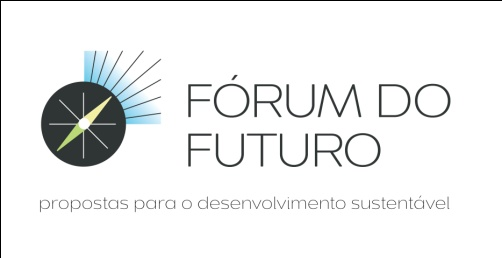 FÓRUM DO
FUTURO
propostas para o desenvolvimento sustentável